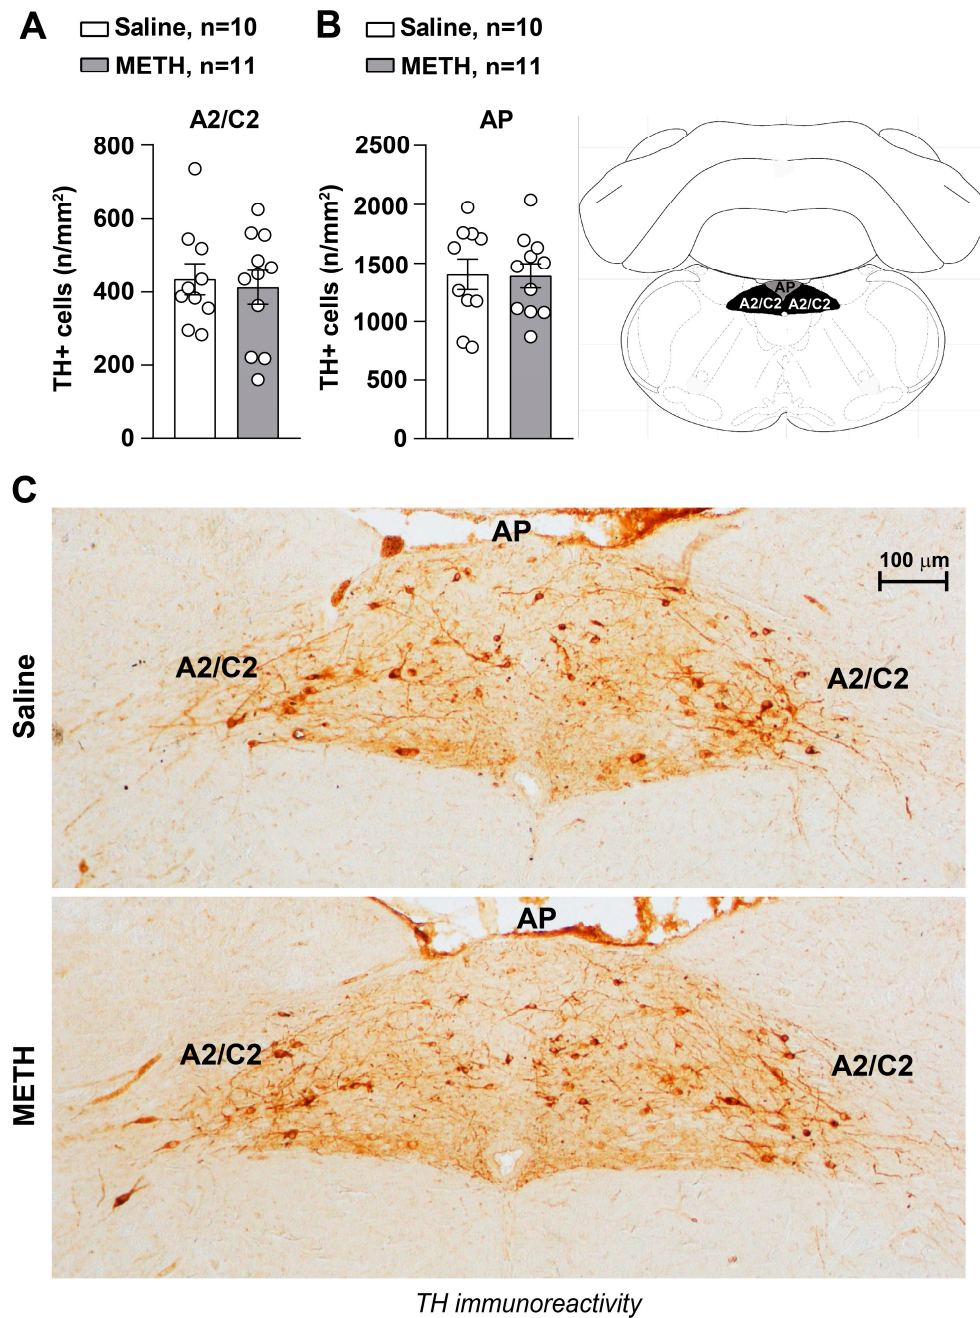 A
Saline, n=10
METH, n=11
A2/C2
TH+ cells (n/mm²)
800
600
400
200
0
B
Saline, n=10
METH, n=11
AP
TH+ cells (n/mm²)
2500
2000
1500
1000
500
0
AP
A2/C2 A2/C2
C
Saline
AP
100 μm
A2/C2
A2/C2
METH
AP
A2/C2
A2/C2
TH immunoreactivity